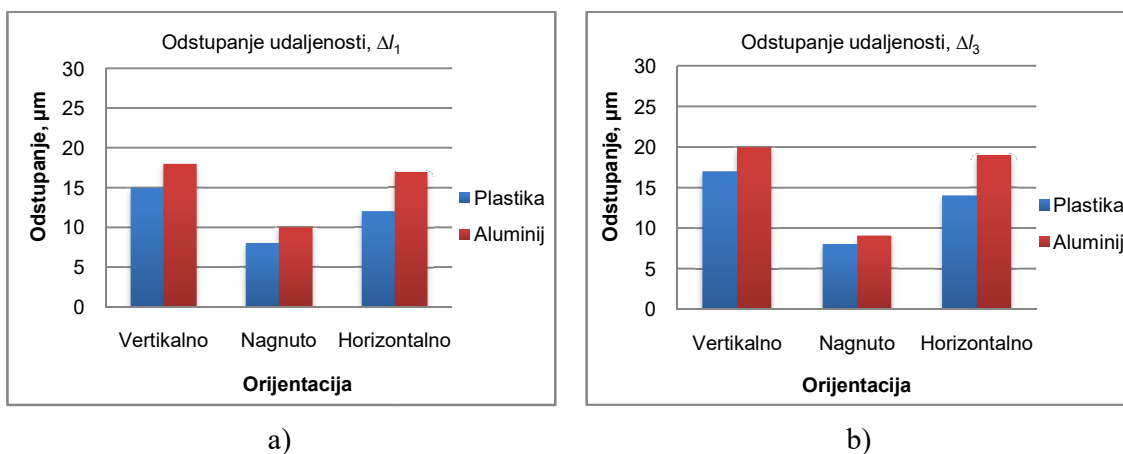 Odstupanje udaljenosti, Δl₁
30
25
20
15
10
5
0
Odstupanje, μm
Vertikalno Nagnuto Horizontalno
Orijentacija
Plastika
Aluminij
a)
Odstupanje udaljenosti, Δl₃
30
25
20
15
10
5
0
Odstupanje, μm
Vertikalno Nagnuto Horizontalno
Orijentacija
Plastika
Aluminij
b)